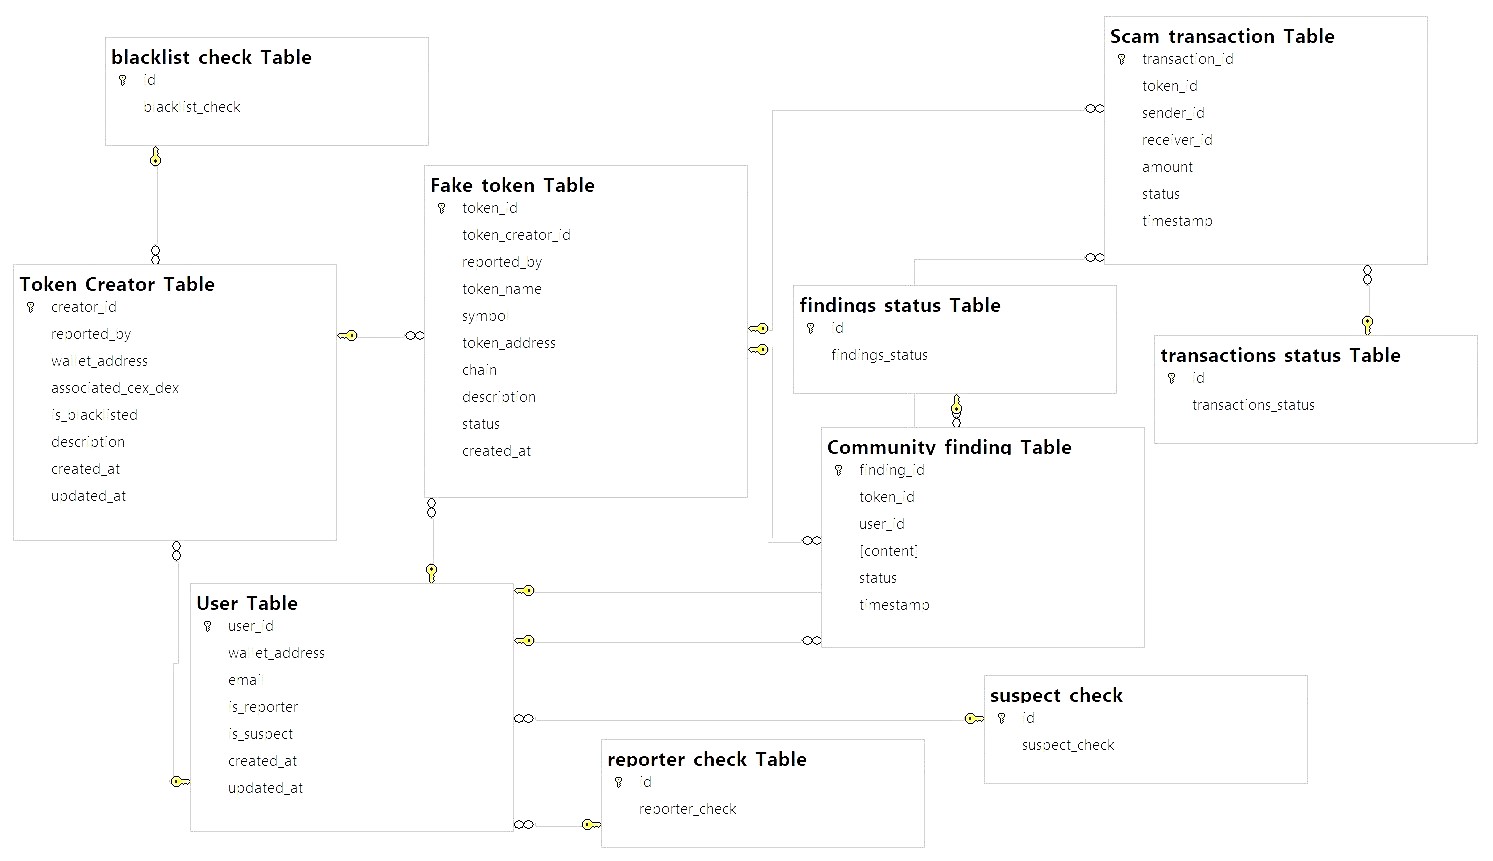 blacklist check Table
id
blacklist_check
Scam transaction Table
transaction_id
token_id
sender_id
receiver_id
amount
status
timestamp
Fake token Table
token_id
token_creator_id
reported_by
token_name
symbol
token_address
chain
description
status
created_at
Token Creator Table
creator_id
reported_by
wallet_address
associated_cex_dex
is_blacklisted
description
created_at
updated_at
findings status Table
id
findings_status
transactions status Table
id
transactions_status
Community finding Table
finding_id
token_id
user_id
[content]
status
timestamp
User Table
user_id
wallet_address
email
is_reporter
is_suspect
created_at
updated_at
suspect check
id
suspect_check
reporter check Table
id
reporter_check